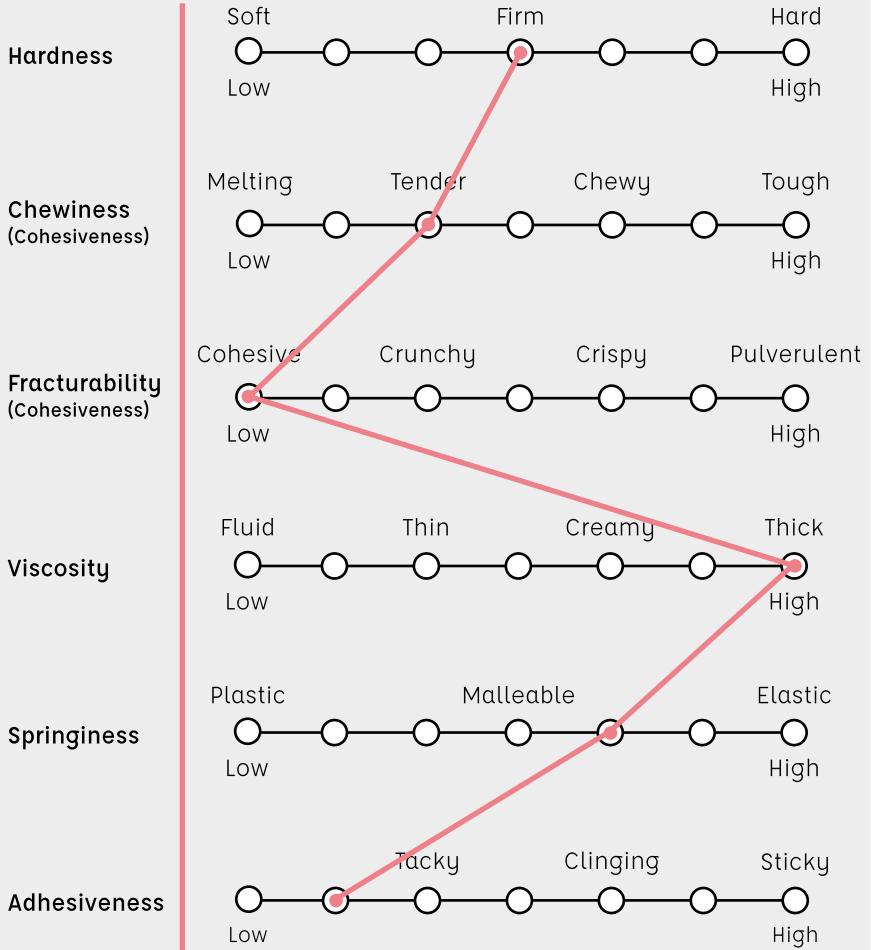 Soft Firm Hard
Hardness
Low High
Melting Tender Chewy Tough
Chewiness
(Cohesiveness)
Low High
Cohesive Crunchy Crispy Pulverulent
Fracturability
(Cohesiveness)
Low High
Fluid Thin Creamy Thick
Viscosity
Low High
Plastic Malleable Elastic
Springiness
Low High
Tacky Clinging Sticky
Adhesiveness
Low High